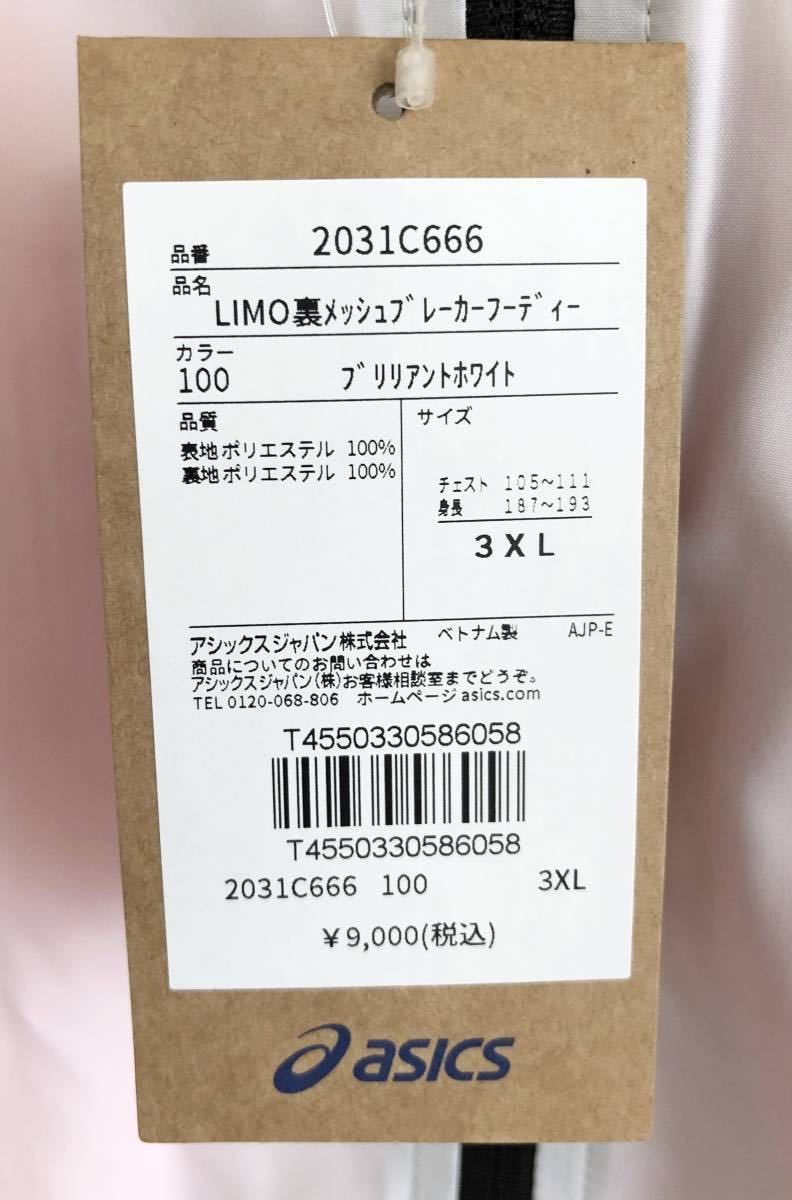 品番 2031C666
品名
LIMO裏ﾒｯｼｭﾌﾞﾚｰｶｰﾌｰﾃﾞｨｰ
カラー
100 ﾌﾞﾘﾘｱﾝﾄﾎﾜｲﾄ
品質
表地ポリエステル 100%
裏地ポリエステル 100%
サイズ
チェスト 105～111
身長 187～193
3XL
アシックスジャパン株式会社 ベトナム製 AJP-E
商品についてのお問い合わせは
アシックスジャパン(株)お客様相談室までどうぞ。
TEL 0120-068-806 ホームページ asics.com
T4550330586058
T4550330586058
2031C666 100 3XL
¥9,000(税込)
asics